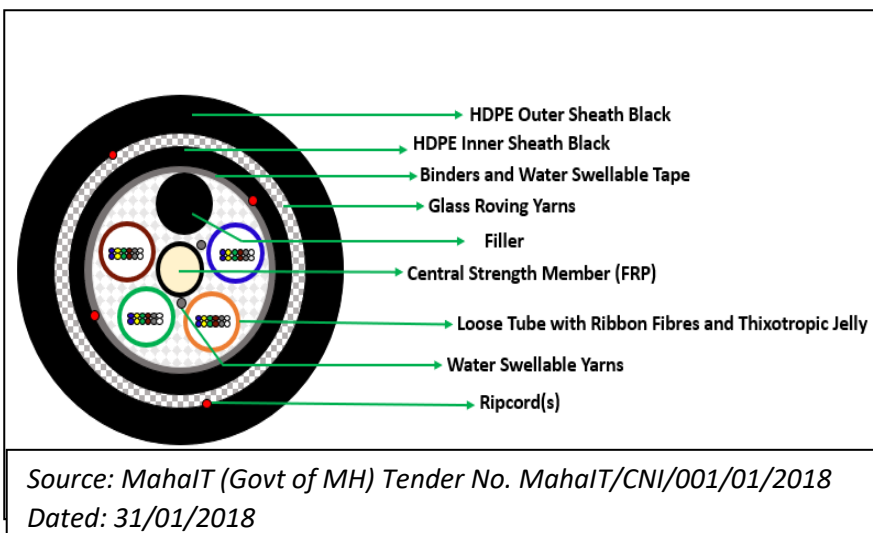 HDPE Outer Sheath Black
HDPE Inner Sheath Black
Binders and Water Swellable Tape
Glass Roving Yarns
Filler
Central Strength Member (FRP)
Loose Tube with Ribbon Fibres and Thixotropic Jelly
Water Swellable Yarns
Ripcord(s)
Source: MahaIT (Govt of MH) Tender No. MahaIT/CNI/001/01/2018
Dated: 31/01/2018